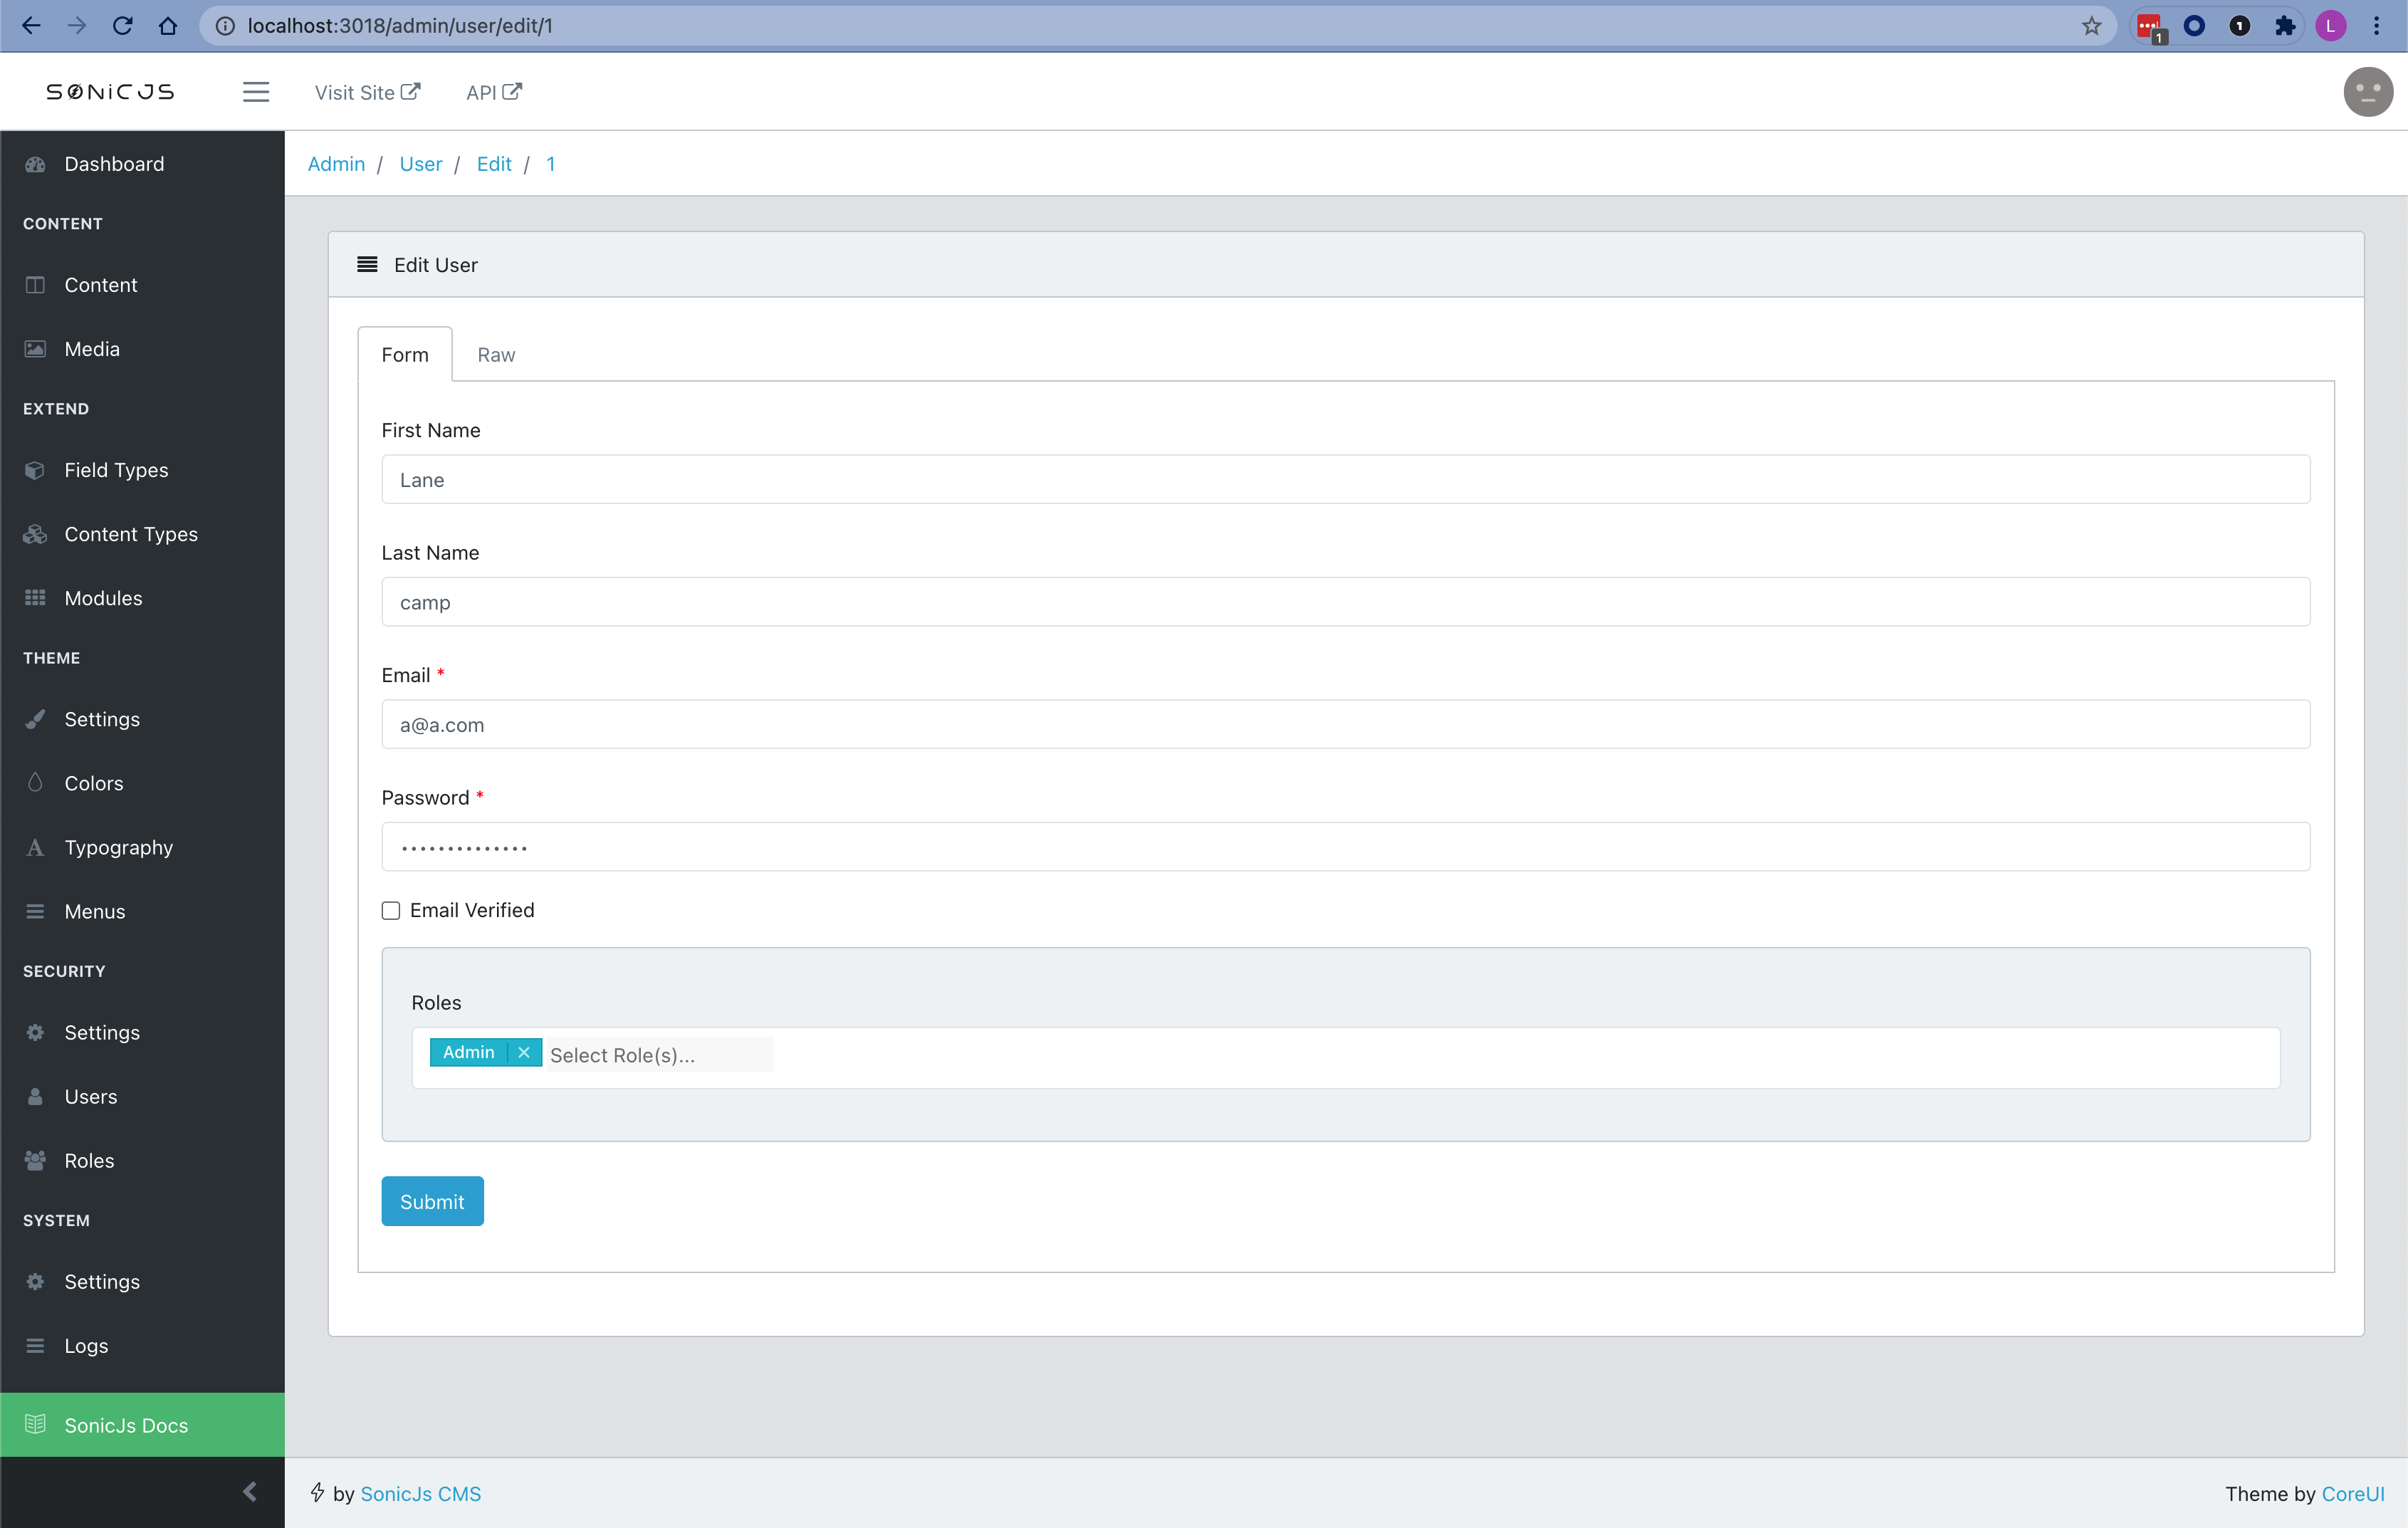 localhost:3018/admin/user/edit/1
1
1
L
SONICJS
Visit Site
API
Dashboard
CONTENT
Content
Media
EXTEND
Field Types
Content Types
Modules
THEME
Settings
Colors
Typography
Menus
SECURITY
Settings
Users
Roles
SYSTEM
Settings
Logs
SonicJs Docs
Admin / User / Edit / 1
Edit User
Form
Raw
First Name
Lane
Last Name
camp
Email *
a@a.com
Password *
••••••••••••••
Email Verified
Roles
Admin
Select Role(s)...
Submit
by SonicJs CMS
Theme by CoreUI